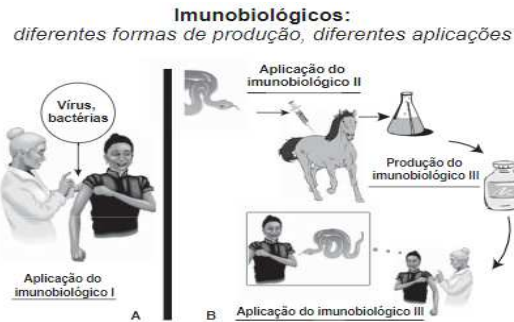 Imunobiológicos:
diferentes formas de produção, diferentes aplicações
Vírus,
bactérias
Aplicação do
imunobiológico I
A
Aplicação do
imunobiológico II
Produção do
imunobiológico III
B
Aplicação do imunobiológico III